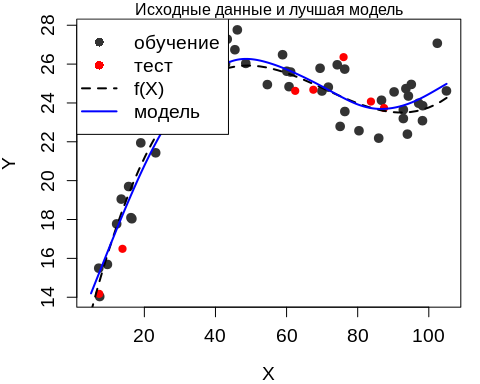 Исходные данные и лучшая модель
обучение
тест
f(X)
модель
Y
14
16
18
20
22
24
26
28
20
40
60
80
100
X